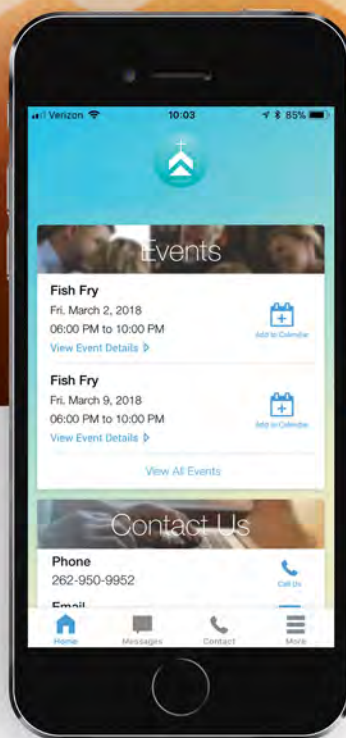 Verizon 10:03 85%
Events
Fish Fry
Fri. March 2, 2018
06:00 PM to 10:00 PM
View Event Details
Add to Calendar
Fish Fry
Fri. March 9, 2018
06:00 PM to 10:00 PM
View Event Details
Add to Calendar
View All Events
Contact Us
Phone
262-950-9952
Call Us
Email
Home Messages Contact More